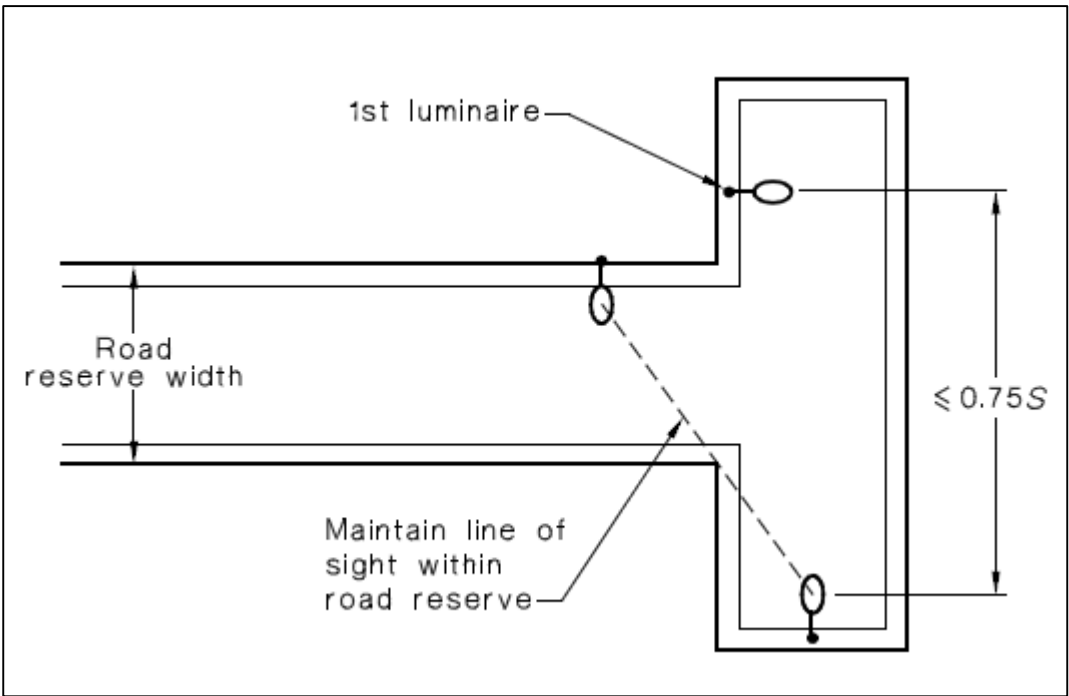 1st luminaire
Road
reserve width
⩽ 0.75S
Maintain line of
sight within
road reserve